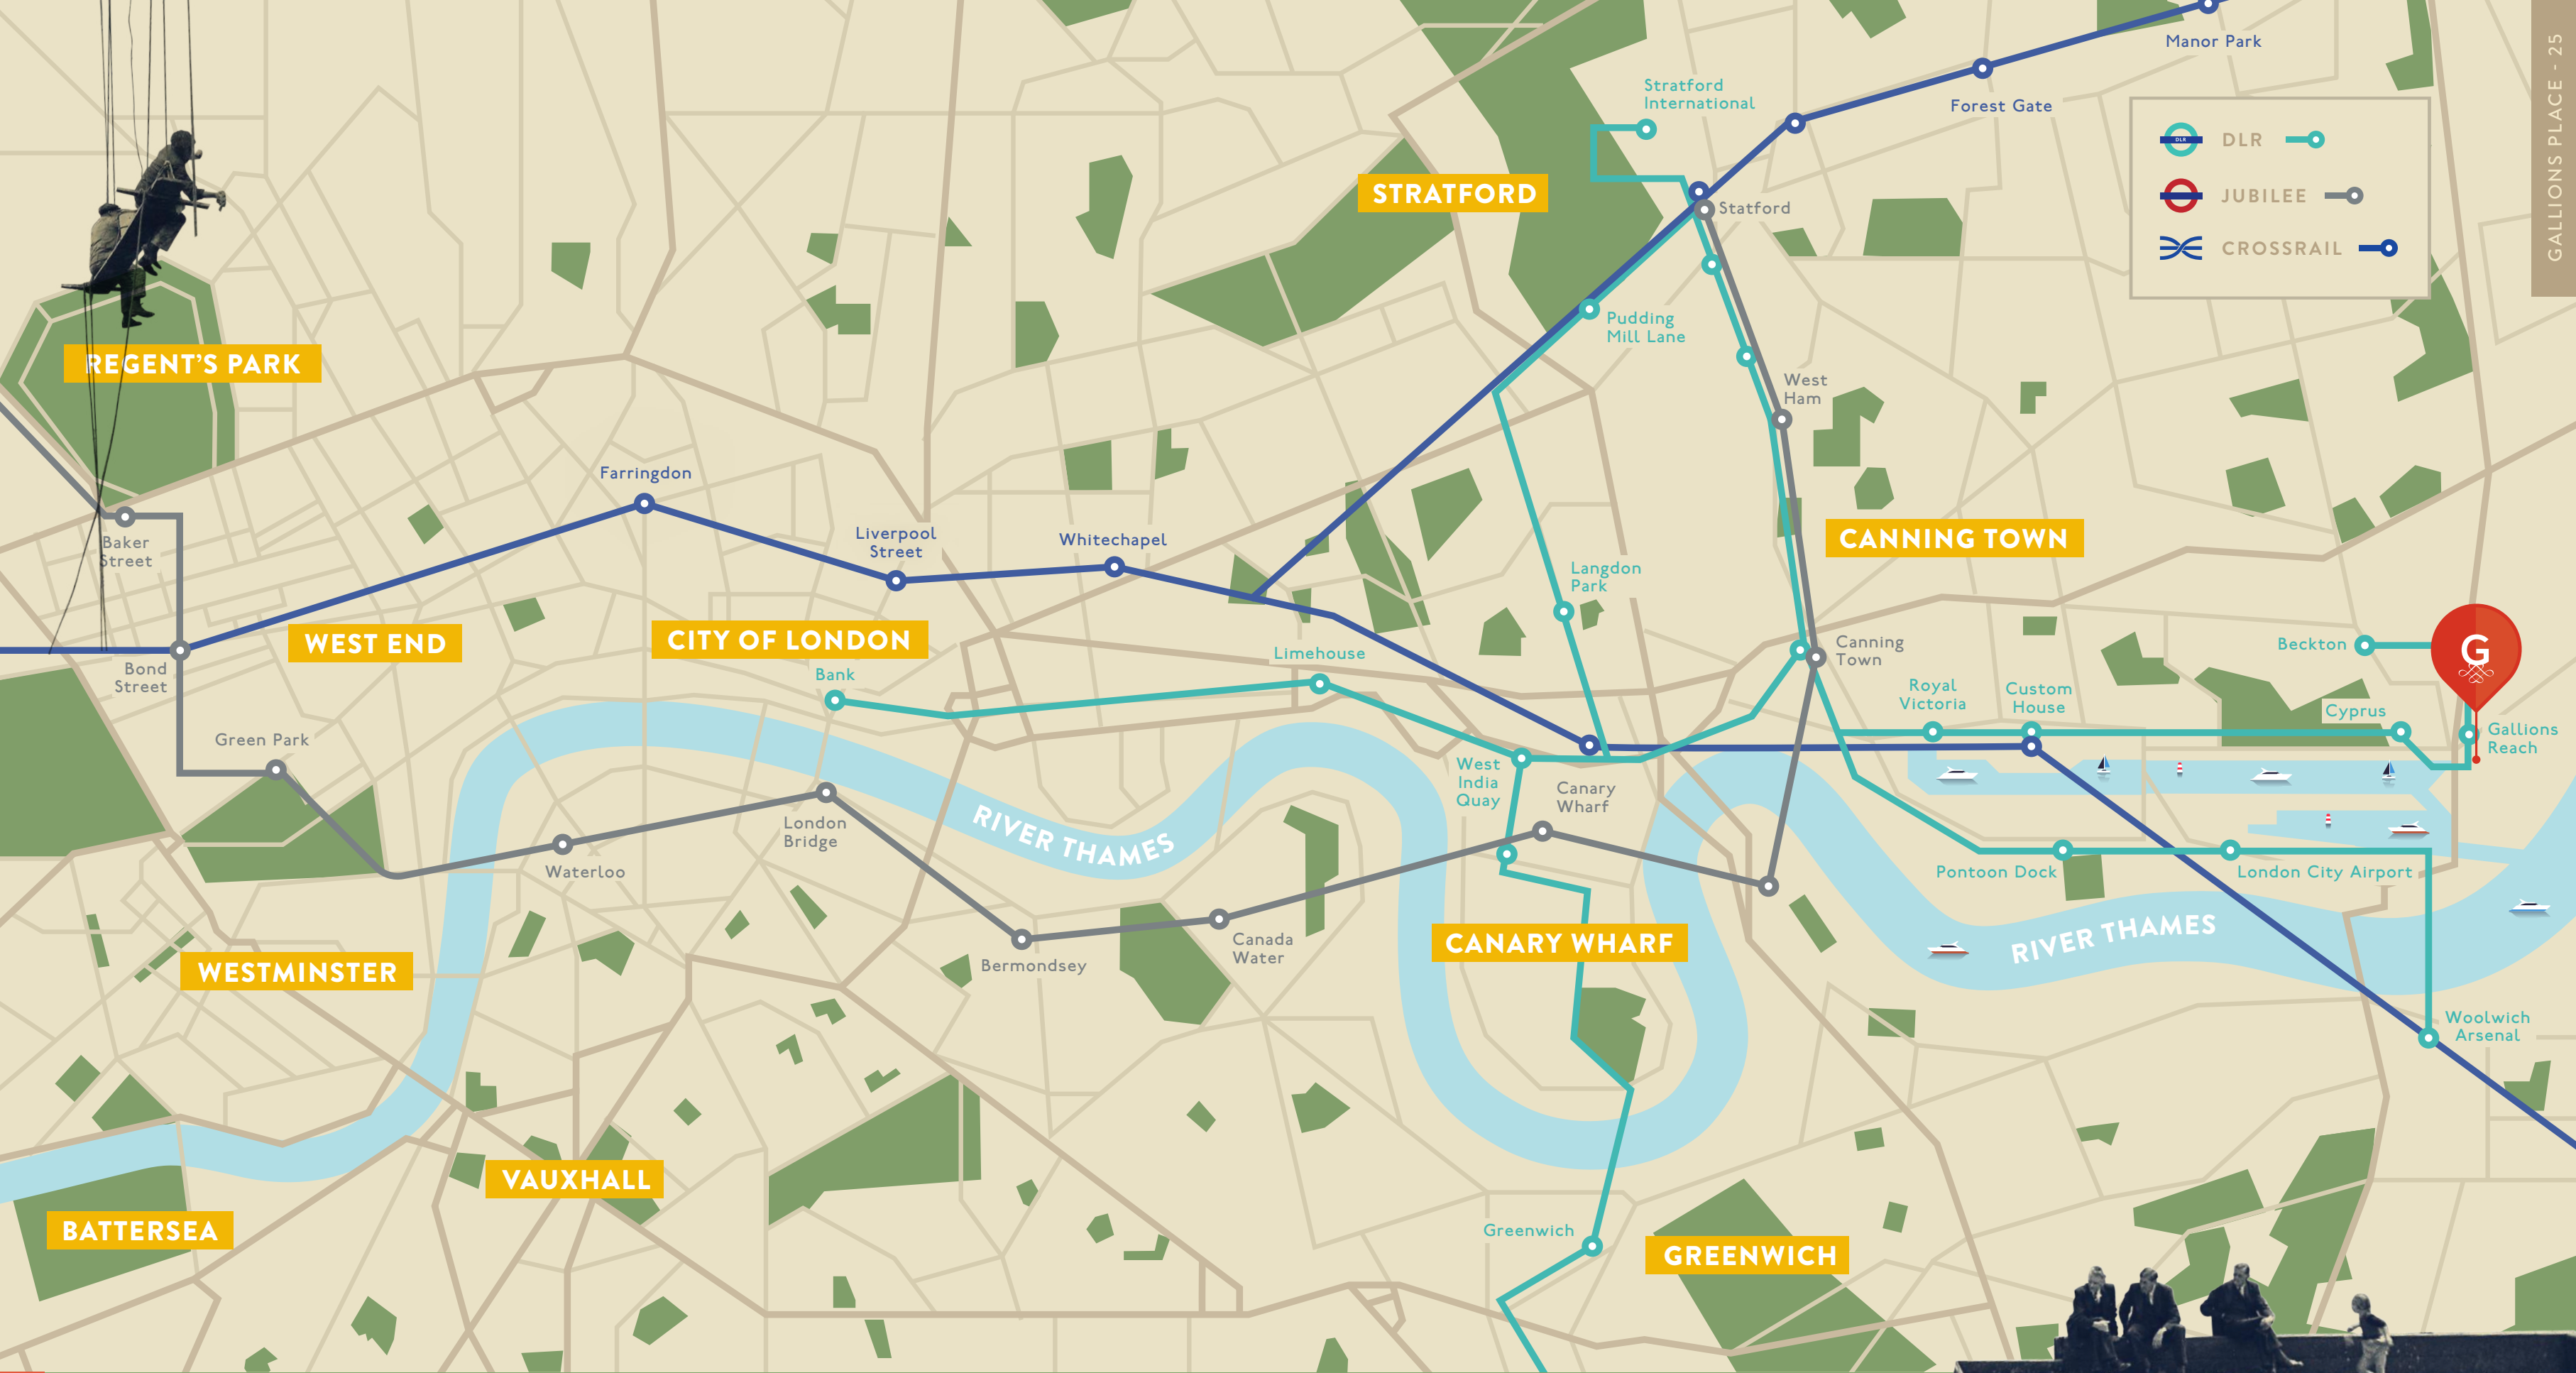 Manor Park
GALLIONS PLACE - 25
Stratford
International
Forest Gate
DLR
DLR
JUBILEE
CROSSRAIL
STRATFORD
Statford
Pudding
Mill Lane
REGENT'S PARK
West
Ham
Farringdon
Liverpool
Street
Whitechapel
CANNING TOWN
Baker
Street
Langdon
Park
WEST END
CITY OF LONDON
Bank
Limehouse
Canning
Town
Beckton
G
Bond
Street
Royal
Victoria
Custom
House
Cyprus
Gallions
Reach
Green Park
West
India
Quay
Canary
Wharf
London
Bridge
RIVER THAMES
Waterloo
Pontoon Dock
London City Airport
Canada
Water
Bermondsey
CANARY WHARF
RIVER THAMES
WESTMINSTER
Woolwich
Arsenal
VAUXHALL
BATTERSEA
Greenwich
GREENWICH